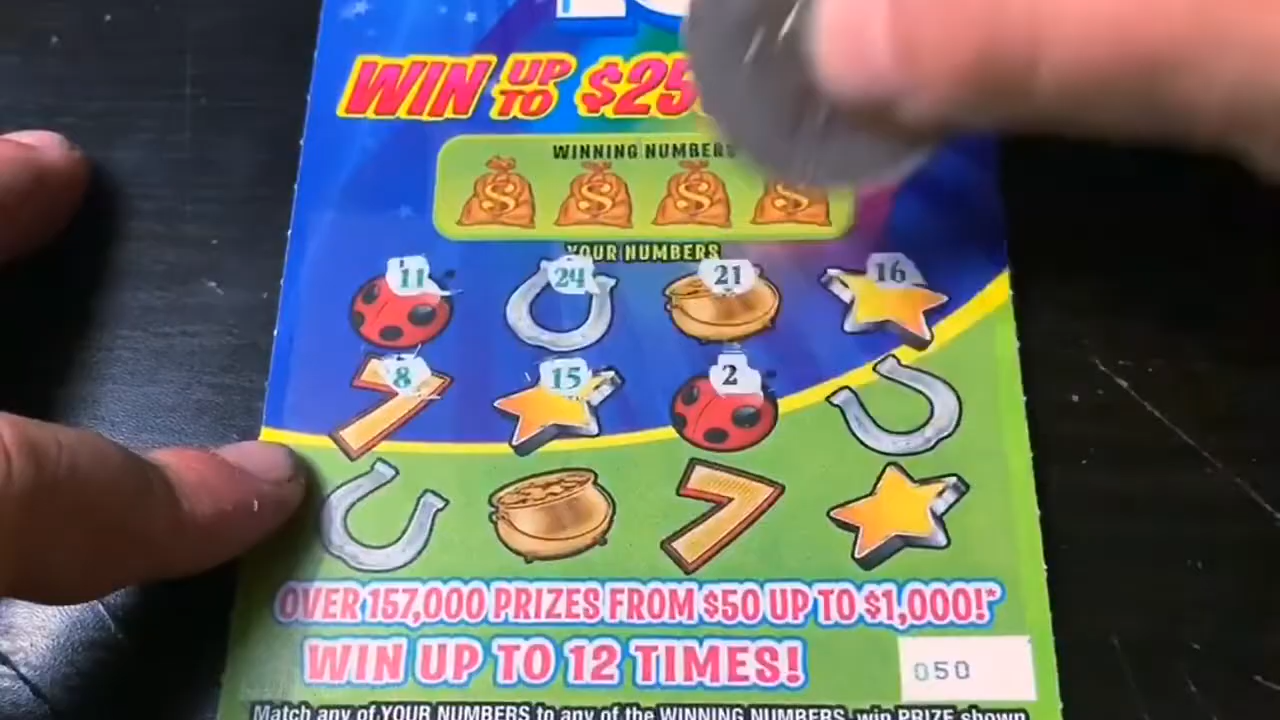 WIN UP TO $25
WINNING NUMBERS
YOUR NUMBERS
11 24 21 16
8 15 2
OVER 157,000 PRIZES FROM $50 UP TO $1,000!*
WIN UP TO 12 TIMES!
050
Match any of YOUR NUMBERS to any of the WINNING NUMBERS, win PRIZE shown